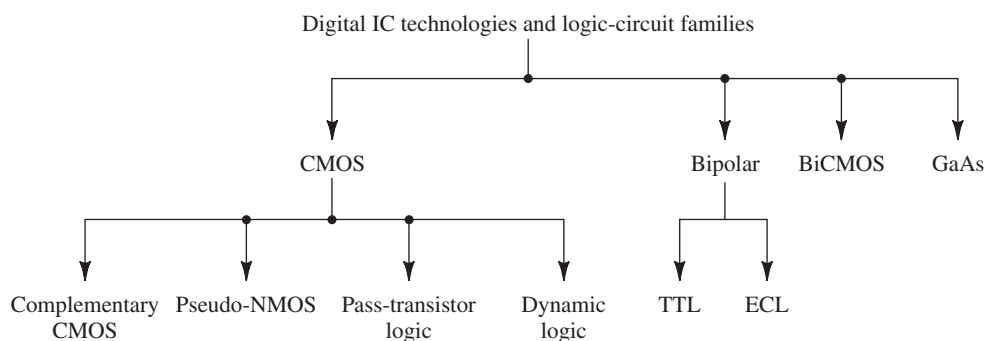 Digital IC technologies and logic-circuit families
CMOS
Bipolar
BiCMOS
GaAs
Complementary
CMOS
Pseudo-NMOS
Pass-transistor
logic
Dynamic
logic
TTL
ECL